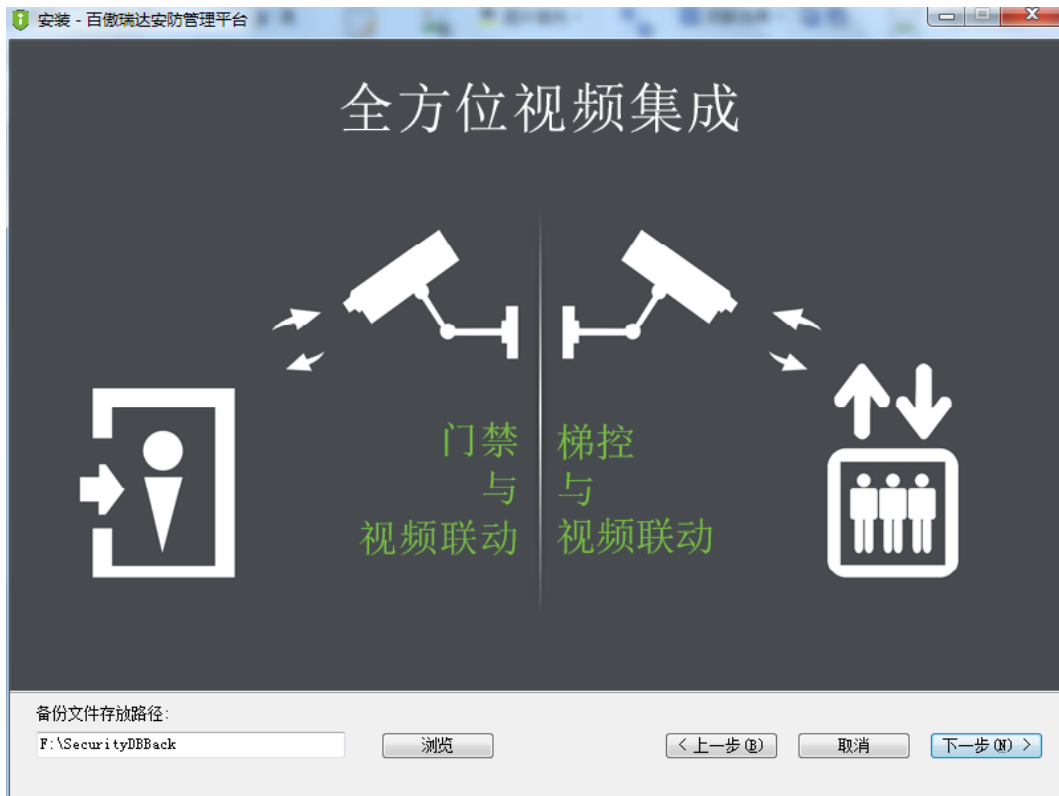 安装 - 百傲瑞达安防管理平台
全方位视频集成
门禁
与
视频联动
梯控
与
视频联动
备份文件存放路径:
F:\SecurityDBBack
浏览
< 上一步(B)
取消
下一步(N) >